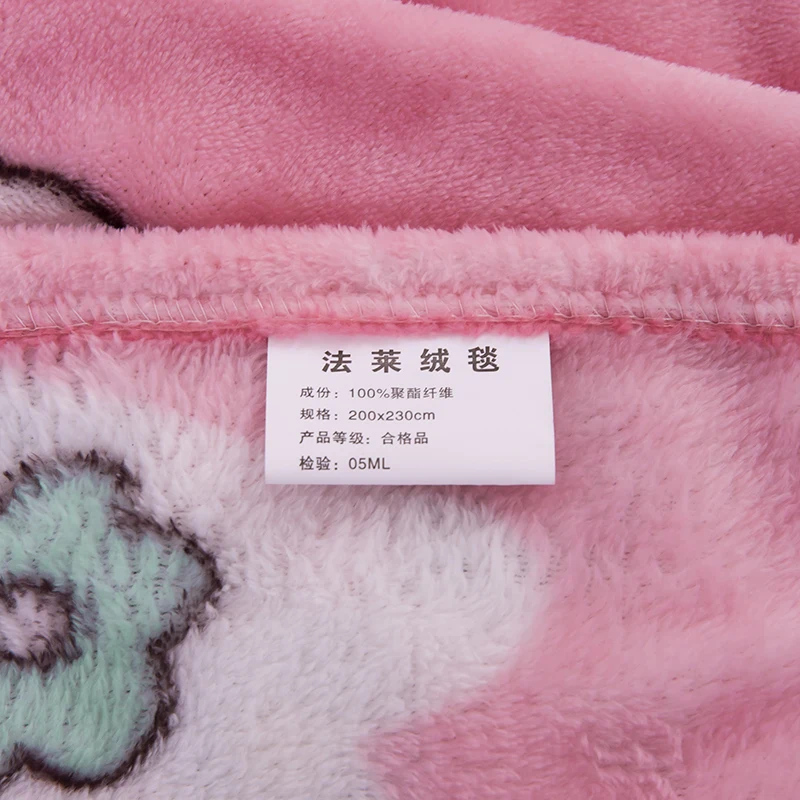 法莱绒毯
成份：100%聚酯纤维
规格：200x230cm
产品等级：合格品
检验：05ML